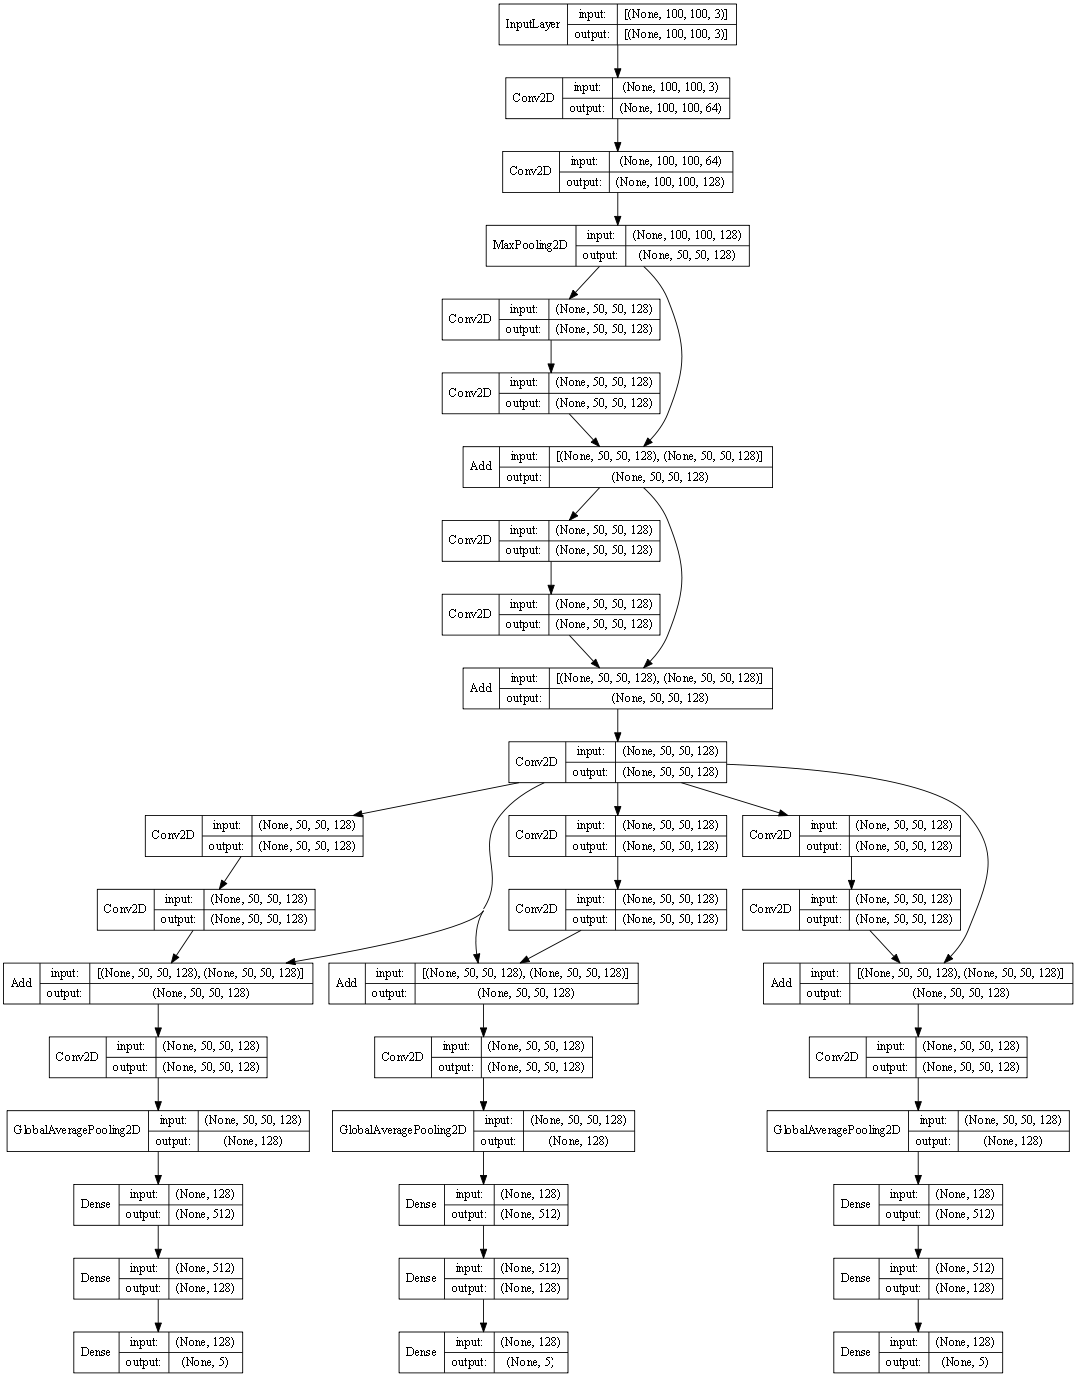 InputLayer input: [(None, 100, 100, 3)]
output: [(None, 100, 100, 3)]
Conv2D input: (None, 100, 100, 3)
output: (None, 100, 100, 64)
Conv2D input: (None, 100, 100, 64)
output: (None, 100, 100, 128)
MaxPooling2D input: (None, 100, 100, 128)
output: (None, 50, 50, 128)
Conv2D input: (None, 50, 50, 128)
output: (None, 50, 50, 128)
Conv2D input: (None, 50, 50, 128)
output: (None, 50, 50, 128)
Add input: [(None, 50, 50, 128), (None, 50, 50, 128)]
output: (None, 50, 50, 128)
Conv2D input: (None, 50, 50, 128)
output: (None, 50, 50, 128)
Conv2D input: (None, 50, 50, 128)
output: (None, 50, 50, 128)
Add input: [(None, 50, 50, 128), (None, 50, 50, 128)]
output: (None, 50, 50, 128)
Conv2D input: (None, 50, 50, 128)
output: (None, 50, 50, 128)
Conv2D input: (None, 50, 50, 128)
output: (None, 50, 50, 128)
Conv2D input: (None, 50, 50, 128)
output: (None, 50, 50, 128)
Conv2D input: (None, 50, 50, 128)
output: (None, 50, 50, 128)
Conv2D input: (None, 50, 50, 128)
output: (None, 50, 50, 128)
Conv2D input: (None, 50, 50, 128)
output: (None, 50, 50, 128)
Conv2D input: (None, 50, 50, 128)
output: (None, 50, 50, 128)
Add input: [(None, 50, 50, 128), (None, 50, 50, 128)]
output: (None, 50, 50, 128)
Add input: [(None, 50, 50, 128), (None, 50, 50, 128)]
output: (None, 50, 50, 128)
Add input: [(None, 50, 50, 128), (None, 50, 50, 128)]
output: (None, 50, 50, 128)
Conv2D input: (None, 50, 50, 128)
output: (None, 50, 50, 128)
Conv2D input: (None, 50, 50, 128)
output: (None, 50, 50, 128)
Conv2D input: (None, 50, 50, 128)
output: (None, 50, 50, 128)
GlobalAveragePooling2D input: (None, 50, 50, 128)
output: (None, 128)
GlobalAveragePooling2D input: (None, 50, 50, 128)
output: (None, 128)
GlobalAveragePooling2D input: (None, 50, 50, 128)
output: (None, 128)
Dense input: (None, 128)
output: (None, 512)
Dense input: (None, 128)
output: (None, 512)
Dense input: (None, 128)
output: (None, 512)
Dense input: (None, 512)
output: (None, 128)
Dense input: (None, 512)
output: (None, 128)
Dense input: (None, 512)
output: (None, 128)
Dense input: (None, 128)
output: (None, 5)
Dense input: (None, 128)
output: (None, 5)
Dense input: (None, 128)
output: (None, 5)